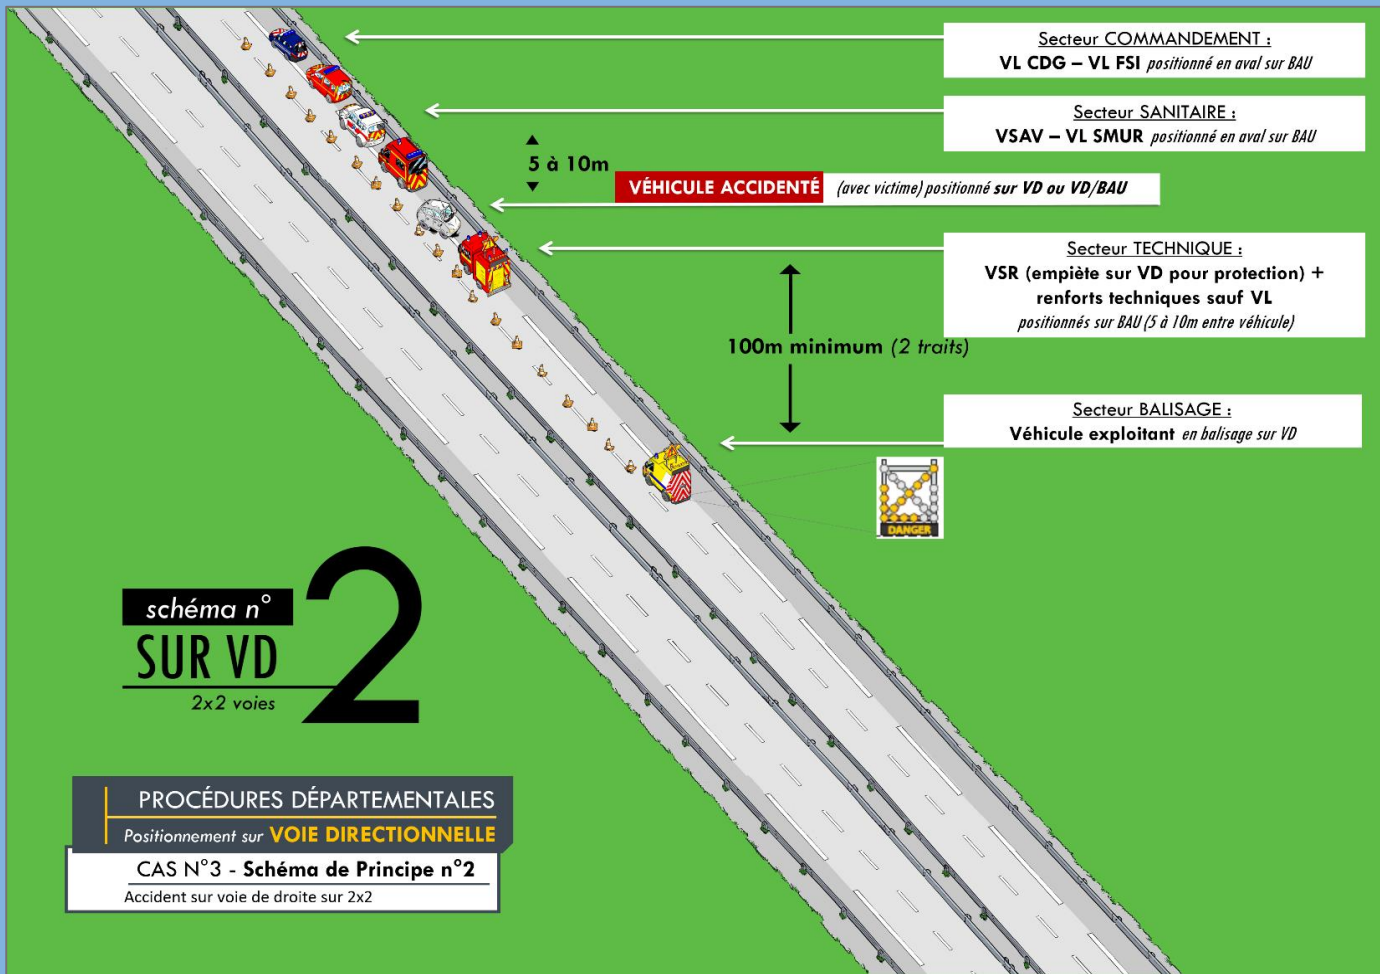 Secteur COMMANDEMENT :
VL CDG – VL FSI positionné en aval sur BAU
Secteur SANITAIRE :
VSAV – VL SMUR positionné en aval sur BAU
5 à 10m
VÉHICULE ACCIDENTÉ (avec victime) positionné sur VD ou VD/BAU
Secteur TECHNIQUE :
VSR (empiète sur VD pour protection) +
renforts techniques sauf VL
positionnés sur BAU (5 à 10m entre véhicule)
100m minimum (2 traits)
Secteur BALISAGE :
Véhicule exploitant en balisage sur VD
DANGER
schéma n° 2
SUR VD
2x2 voies
PROCÉDURES DÉPARTEMENTALES
Positionnement sur VOIE DIRECTIONNELLE
CAS N°3 - Schéma de Principe n°2
Accident sur voie de droite sur 2x2